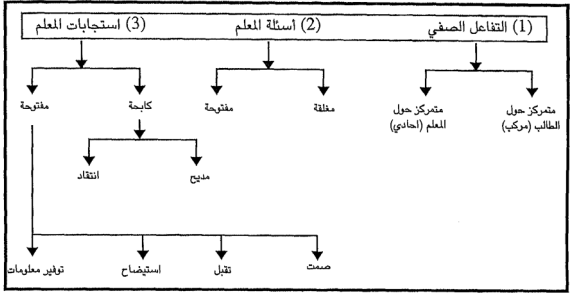 (1) التفاعل الصفي
(2) أسئلة المعلم
(3) استجابات المعلم
متمركز حول
الطالب (مركب)
متمركز حول
المعلم (احادي)
مغلقة
مفتوحة
كابحة
مفتوحة
مديح
انتقاد
صمت
تقبل
استيضاح
توفير معلومات